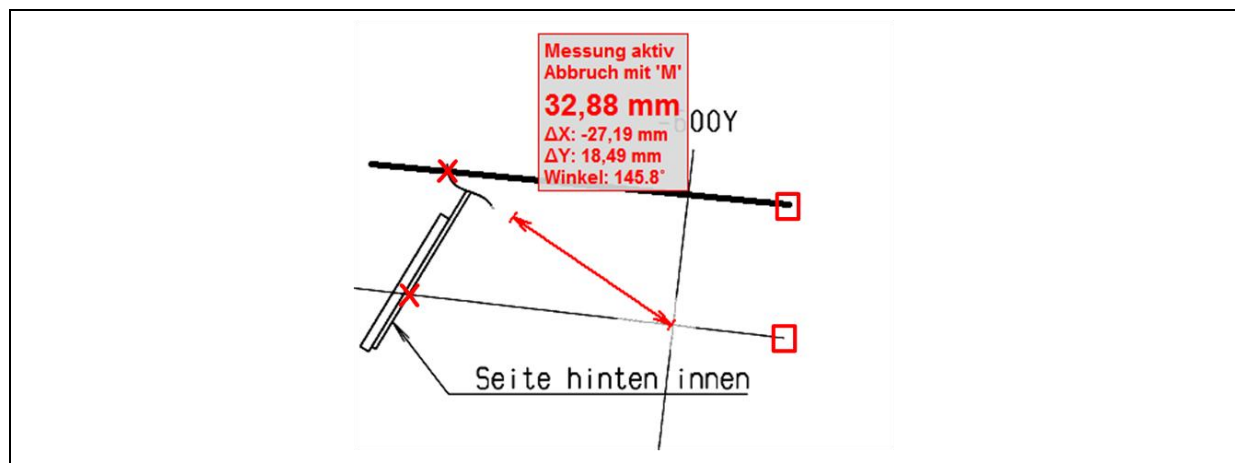 Messung aktiv
Abbruch mit 'M'
32,88 mm
-600Y
ΔX: -27,19 mm
ΔY: 18,49 mm
Winkel: 145.8°
Seite hinten innen